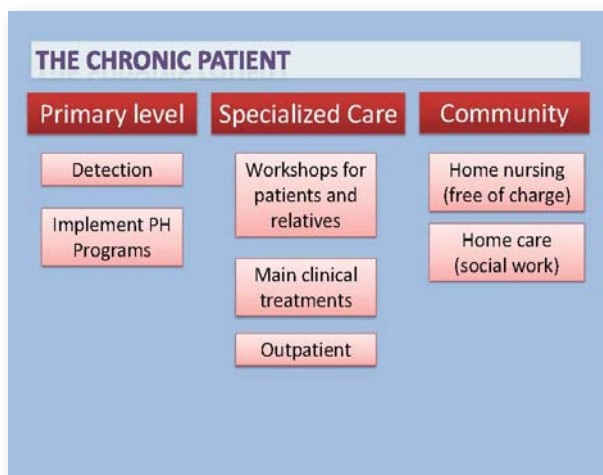 THE CHRONIC PATIENT
Primary level
Detection
Implement PH
Programs
Specialized Care
Workshops for
patients and
relatives
Main clinical
treatments
Outpatient
Community
Home nursing
(free of charge)
Home care
(social work)